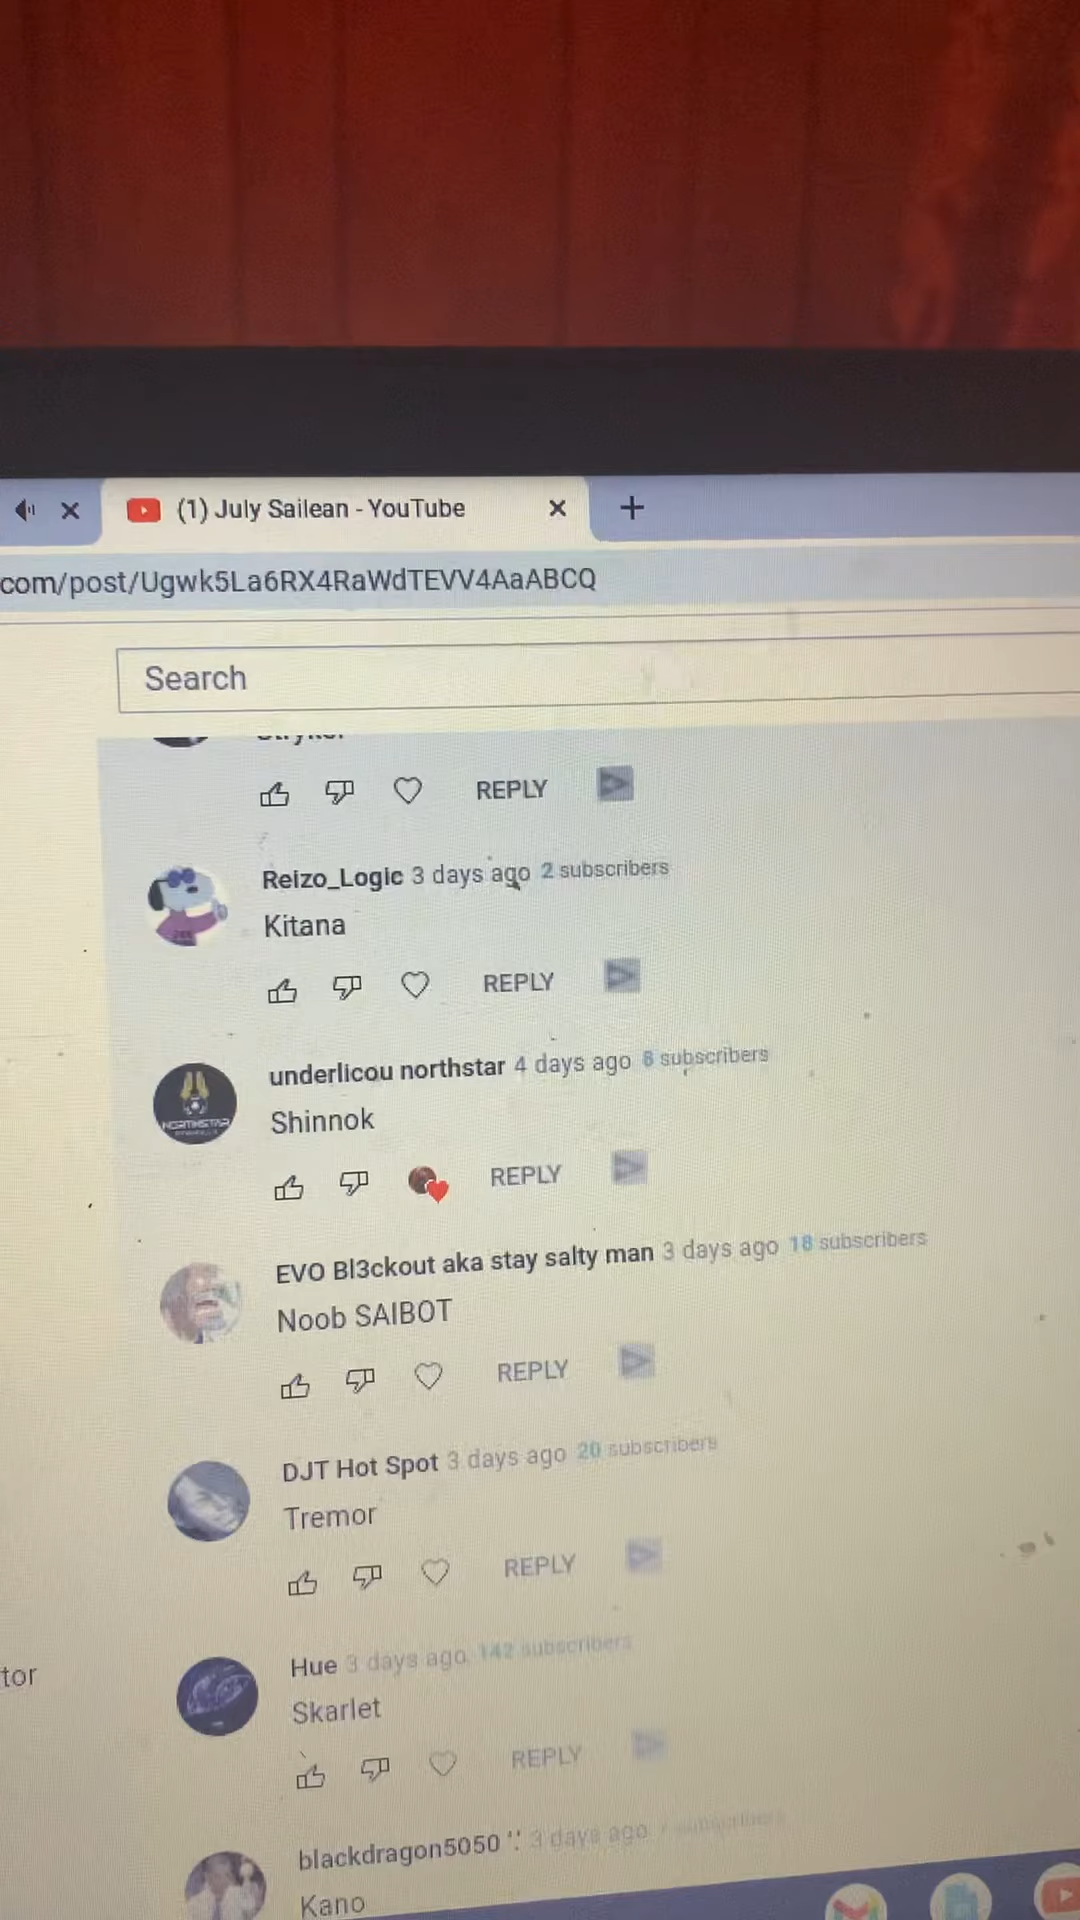 (1) July Sailean - YouTube
com/post/Ugwk5La6RX4RaWdTEVV4AaABCQ
Search
REPLY
Reizo_Logic 3 days ago 2 subscribers
Kitana
REPLY
underlicou northstar 4 days ago 8 subscribers
Shinnok
NORTHSTAR
REPLY
EVO Bl3ckout aka stay salty man 3 days ago 18 subscribers
Noob SAIBOT
REPLY
DJT Hot Spot 3 days ago 20 subscribers
Tremor
REPLY
Hue 3 days ago 142 subscribers
tor
Skarlet
REPLY
blackdragon5050 '.' 3 days ago subscribers
Kano